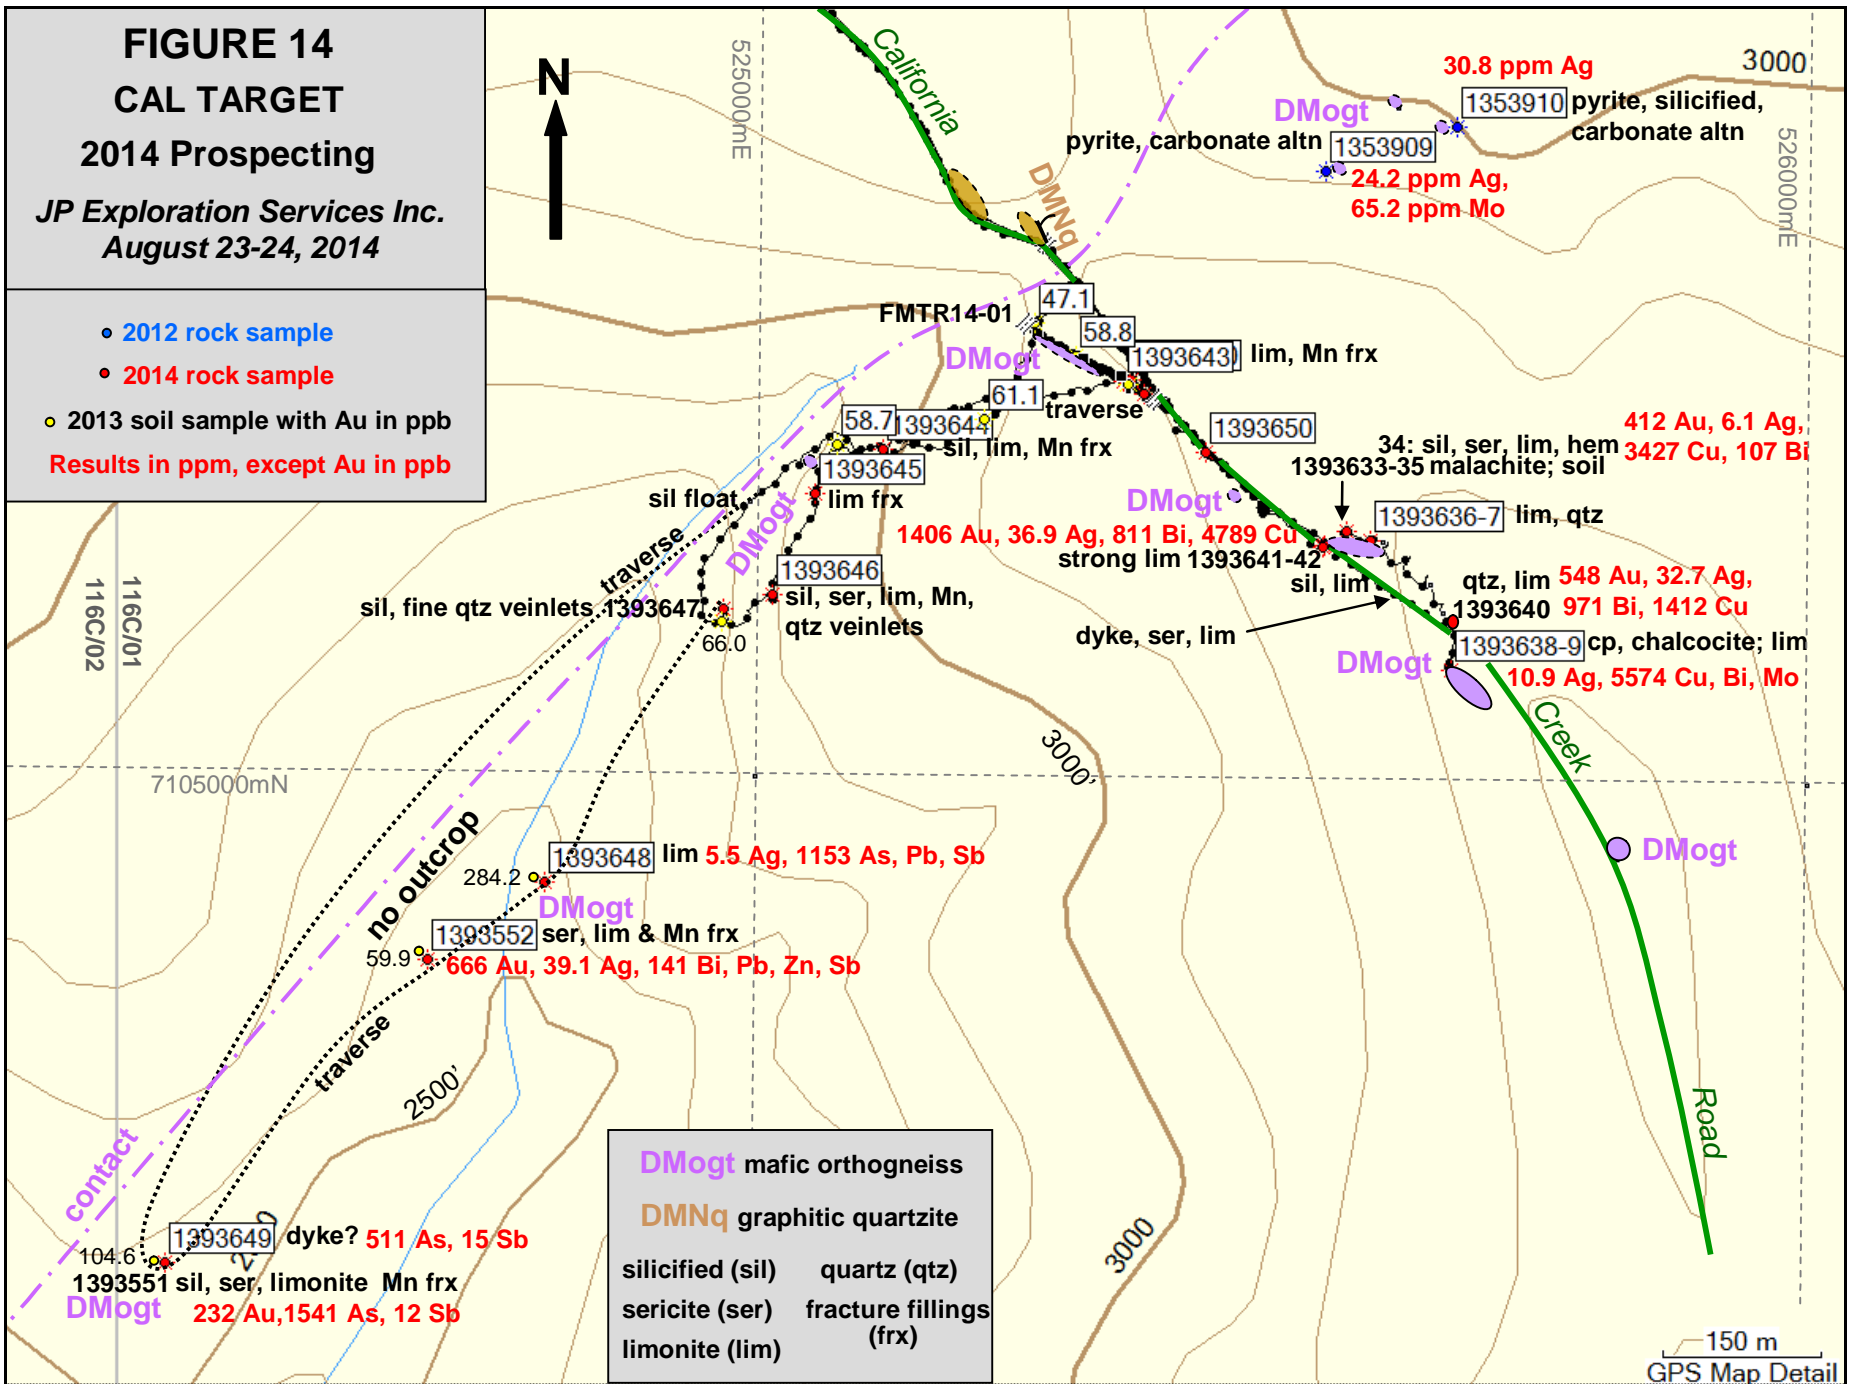 FIGURE 14
CAL TARGET
2014 Prospecting
JP Exploration Services Inc.
August 23-24, 2014
2012 rock sample
2014 rock sample
2013 soil sample with Au in ppb
Results in ppm, except Au in ppb
N
525000mE
California
DMNq
3000
30.8 ppm Ag
DMogt
1353910
pyrite, silicified,
carbonate altn
pyrite, carbonate altn
1353909
24.2 ppm Ag,
65.2 ppm Mo
526000mE
FMTR14-01
47.1
58.8
DMogt
1393643
lim, Mn frx
61.1
traverse
58.7
1393644
sil, lim, Mn frx
1393645
lim frx
sil float
DMogt
traverse
1393650
34: sil, ser, lim, hem
1393633-35 malachite; soil
412 Au, 6.1 Ag,
3427 Cu, 107 Bi
DMogt
1393636-7
lim, qtz
1406 Au, 36.9 Ag, 811 Bi, 4789 Cu
strong lim 1393641-42
sil, lim
1393646
sil, ser, lim, Mn,
qtz veinlets
sil, fine qtz veinlets 1393647
66.0
qtz, lim
1393640
548 Au, 32.7 Ag,
971 Bi, 1412 Cu
dyke, ser, lim
1393638-9
cp, chalcocite; lim
DMogt
10.9 Ag, 5574 Cu, Bi, Mo
116C/02
116C/01
3000'
Creek
7105000mN
no outcrop
1393648
lim
5.5 Ag, 1153 As, Pb, Sb
284.2
DMogt
DMogt
1393552
ser, lim & Mn frx
59.9
666 Au, 39.1 Ag, 141 Bi, Pb, Zn, Sb
traverse
2500'
Road
contact
1393649
dyke?
511 As, 15 Sb
104.6
1393551 sil, ser, limonite Mn frx
DMogt
232 Au,1541 As, 12 Sb
3000
DMogt mafic orthogneiss
DMNq graphitic quartzite
silicified (sil) quartz (qtz)
sericite (ser) fracture fillings
(frx)
limonite (lim)
150 m
GPS Map Detail